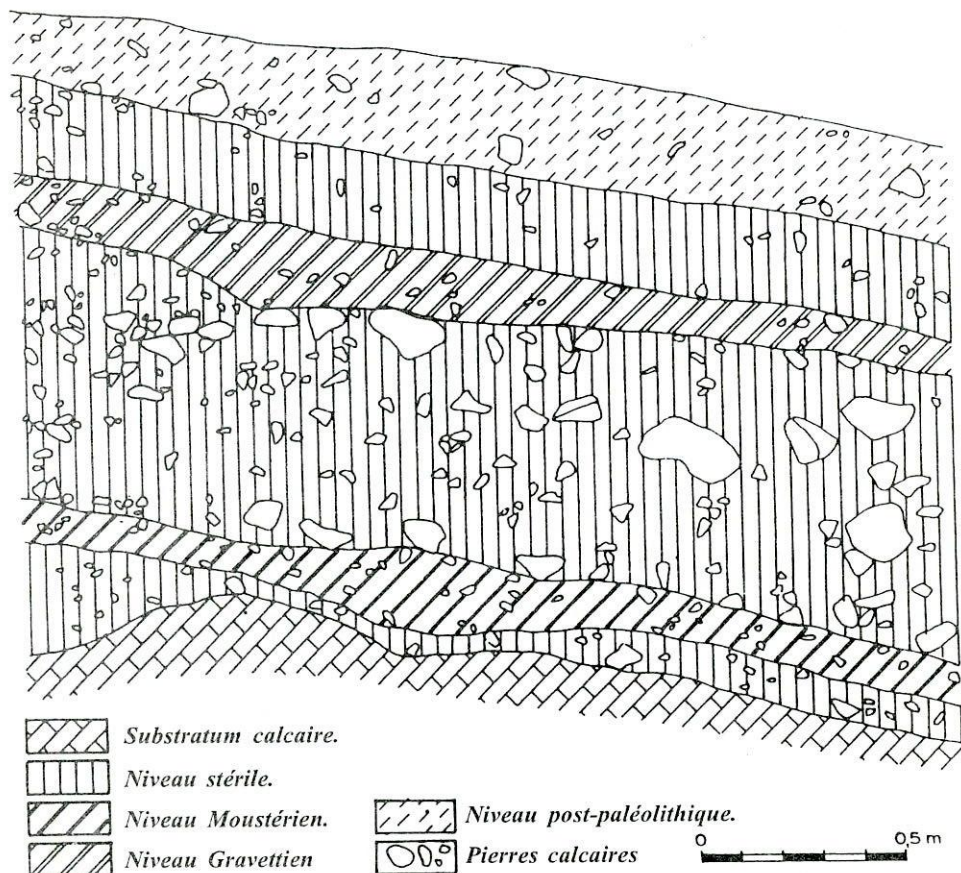 Substratum calcaire.
Niveau stérile.
Niveau Moustérien.
Niveau Gravettien
Niveau post-paléolithique.
Pierres calcaires
0 0,5 m